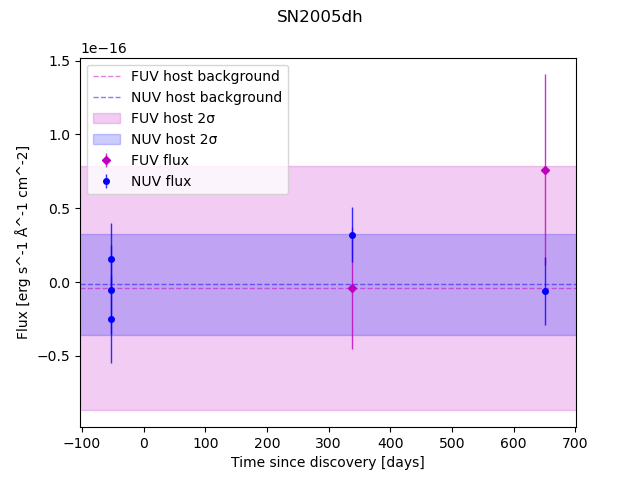 SN2005dh
1e−16
1.5
1.0
0.5
0.0
−0.5
Flux [erg s^-1 Å^-1 cm^-2]
FUV host background
NUV host background
FUV host 2σ
NUV host 2σ
FUV flux
NUV flux
−100 0 100 200 300 400 500 600 700
Time since discovery [days]